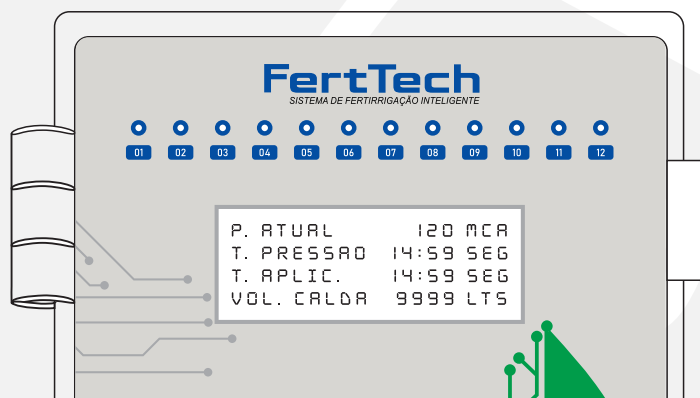 FertTech
SISTEMA DE FERTIRRIGAÇÃO INTELIGENTE
01 02 03 04 05 06 07 08 09 10 11 12
P. ATUAL 120 MCA
T. PRESSAO 14:59 SEG
T. APLIC. 14:59 SEG
VOL. CALDA 9999 LTS